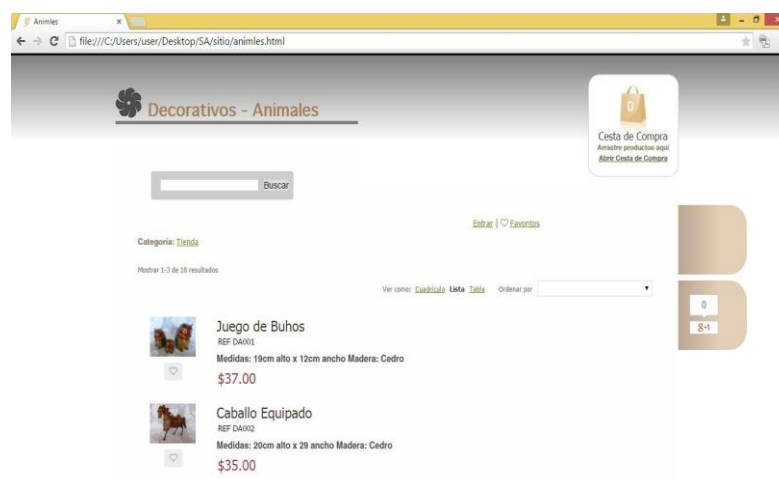 Animles
file:///C:/Users/user/Desktop/SA/sitio/animles.html
Decorativos - Animales
0
Cesta de Compra
Arrastre productos aquí
Abrir Cesta de Compra
Buscar
Entrar | Favoritos
Categoría: Tienda
Mostrar 1-3 de 10 resultados
Ver como: Cuadrícula Lista Tabla Ordenar por
0
g+1
Juego de Buhos
REF DA001
Medidas: 19cm alto x 12cm ancho Madera: Cedro
$37.00
Caballo Equipado
REF DA002
Medidas: 20cm alto x 29 ancho Madera: Cedro
$35.00